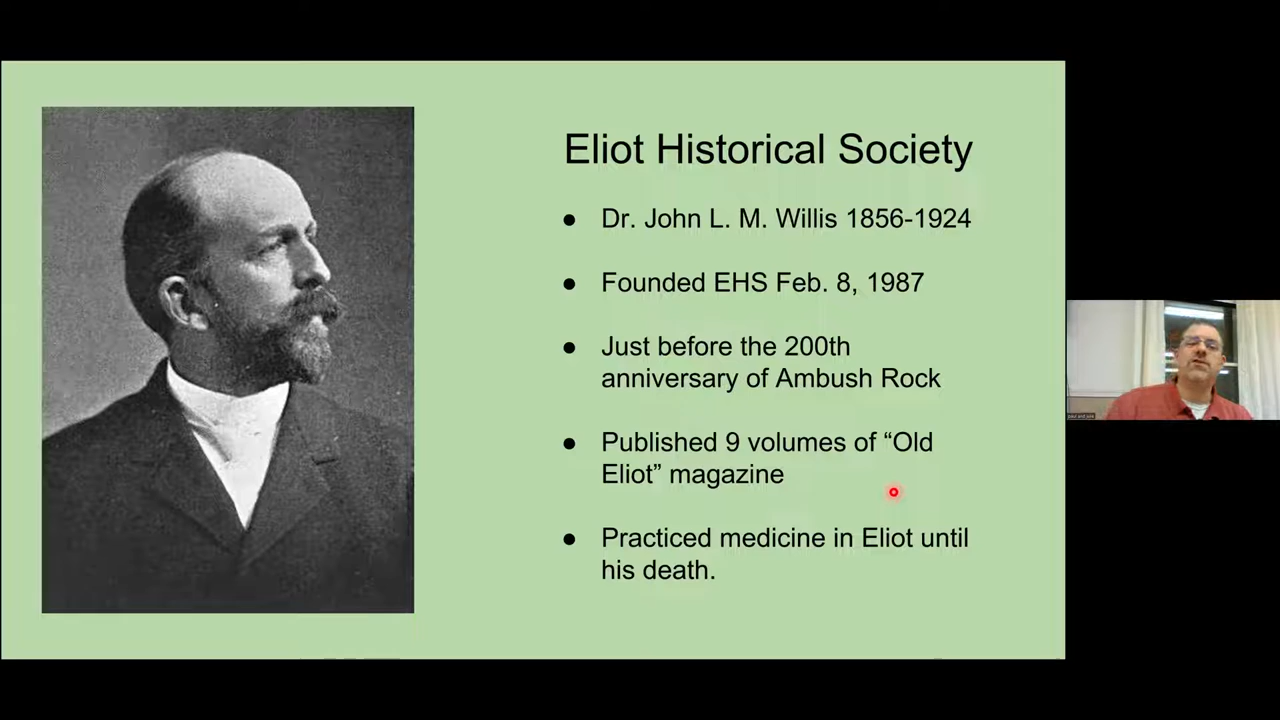 Eliot Historical Society
● Dr. John L. M. Willis 1856-1924
● Founded EHS Feb. 8, 1987
● Just before the 200th
anniversary of Ambush Rock
● Published 9 volumes of “Old
Eliot” magazine
● Practiced medicine in Eliot until
his death.